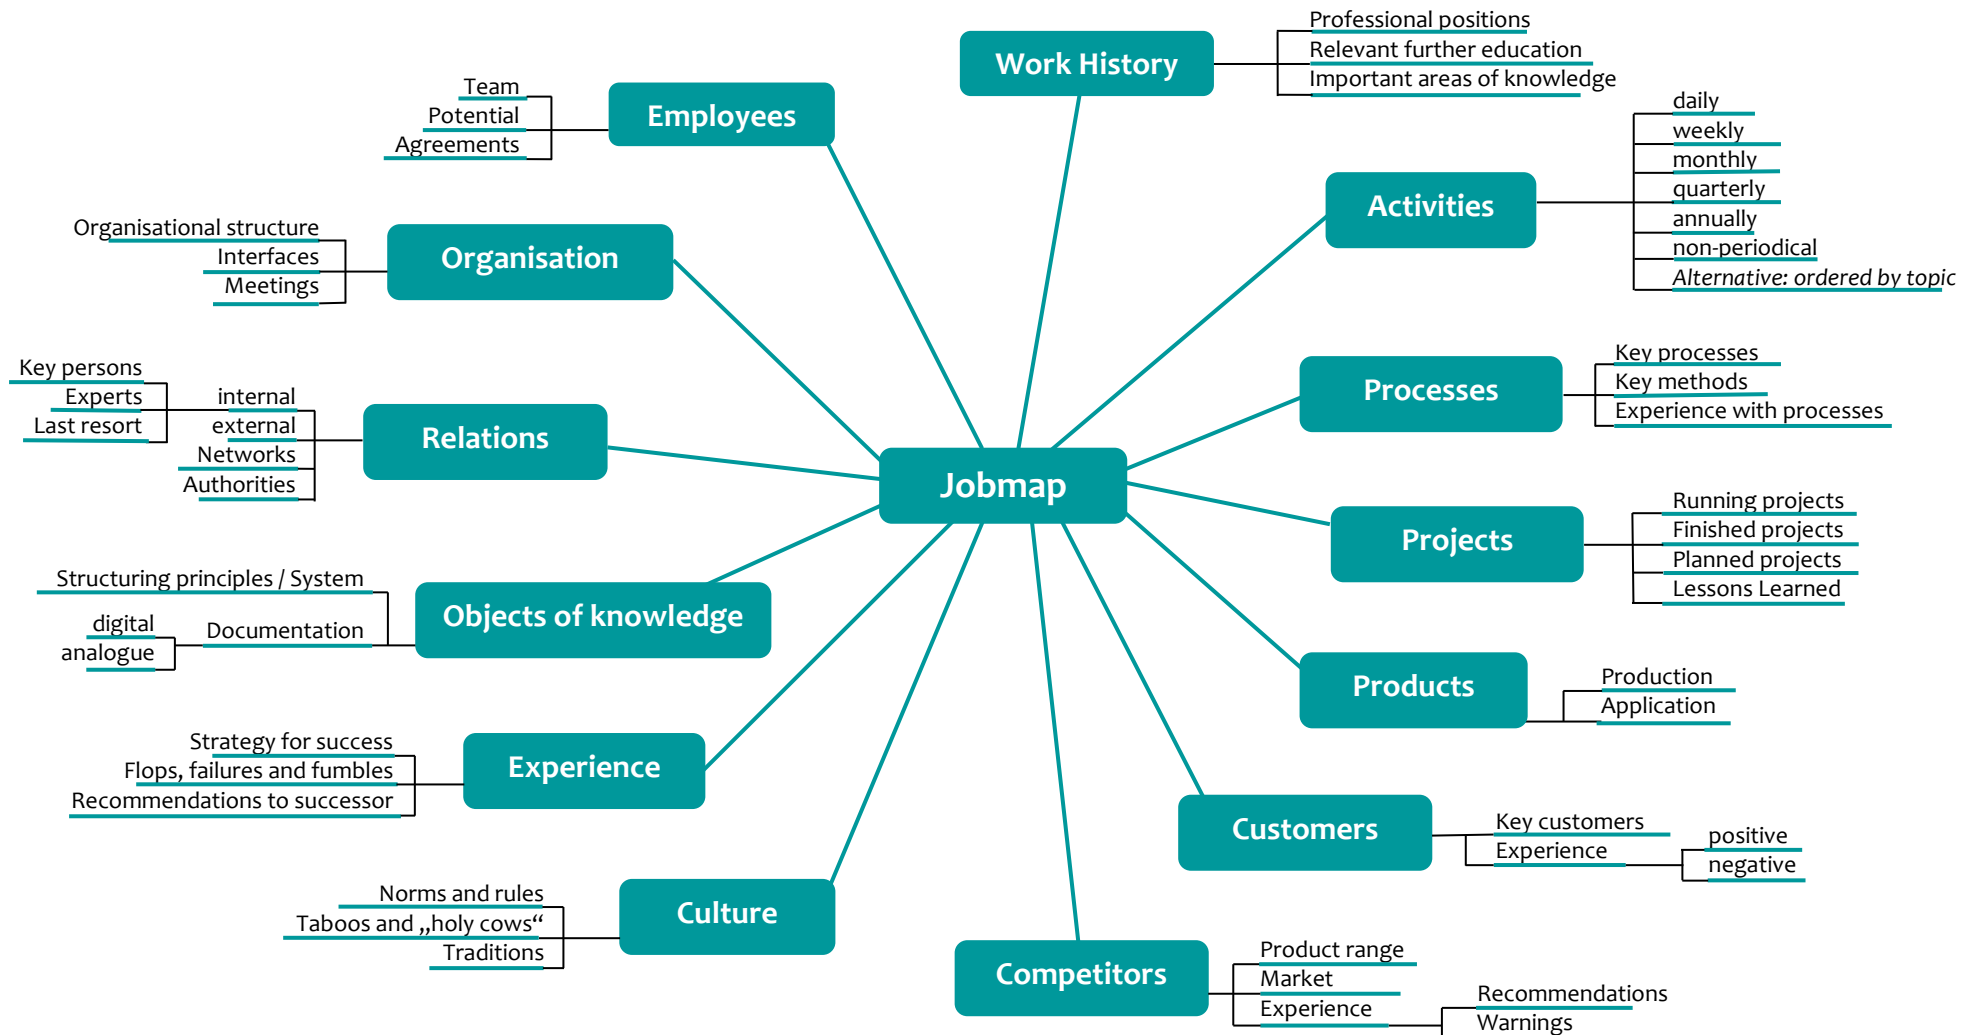 Jobmap
Work History
Professional positions
Relevant further education
Important areas of knowledge
Activities
daily
weekly
monthly
quarterly
annually
non-periodical
Alternative: ordered by topic
Processes
Key processes
Key methods
Experience with processes
Projects
Running projects
Finished projects
Planned projects
Lessons Learned
Products
Production
Application
Customers
Key customers
Experience
positive
negative
Competitors
Product range
Market
Experience
Recommendations
Warnings
Culture
Norms and rules
Taboos and „holy cows“
Traditions
Experience
Strategy for success
Flops, failures and fumbles
Recommendations to successor
Objects of knowledge
Structuring principles / System
Documentation
digital
analogue
Relations
internal
Key persons
Experts
Last resort
external
Networks
Authorities
Organisation
Organisational structure
Interfaces
Meetings
Employees
Team
Potential
Agreements